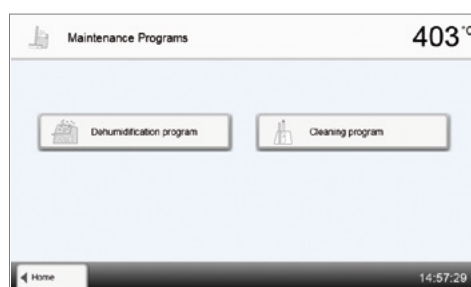 Maintenance Programs
403 °C
Dehumidification program
Cleaning program
Home
14:57:29